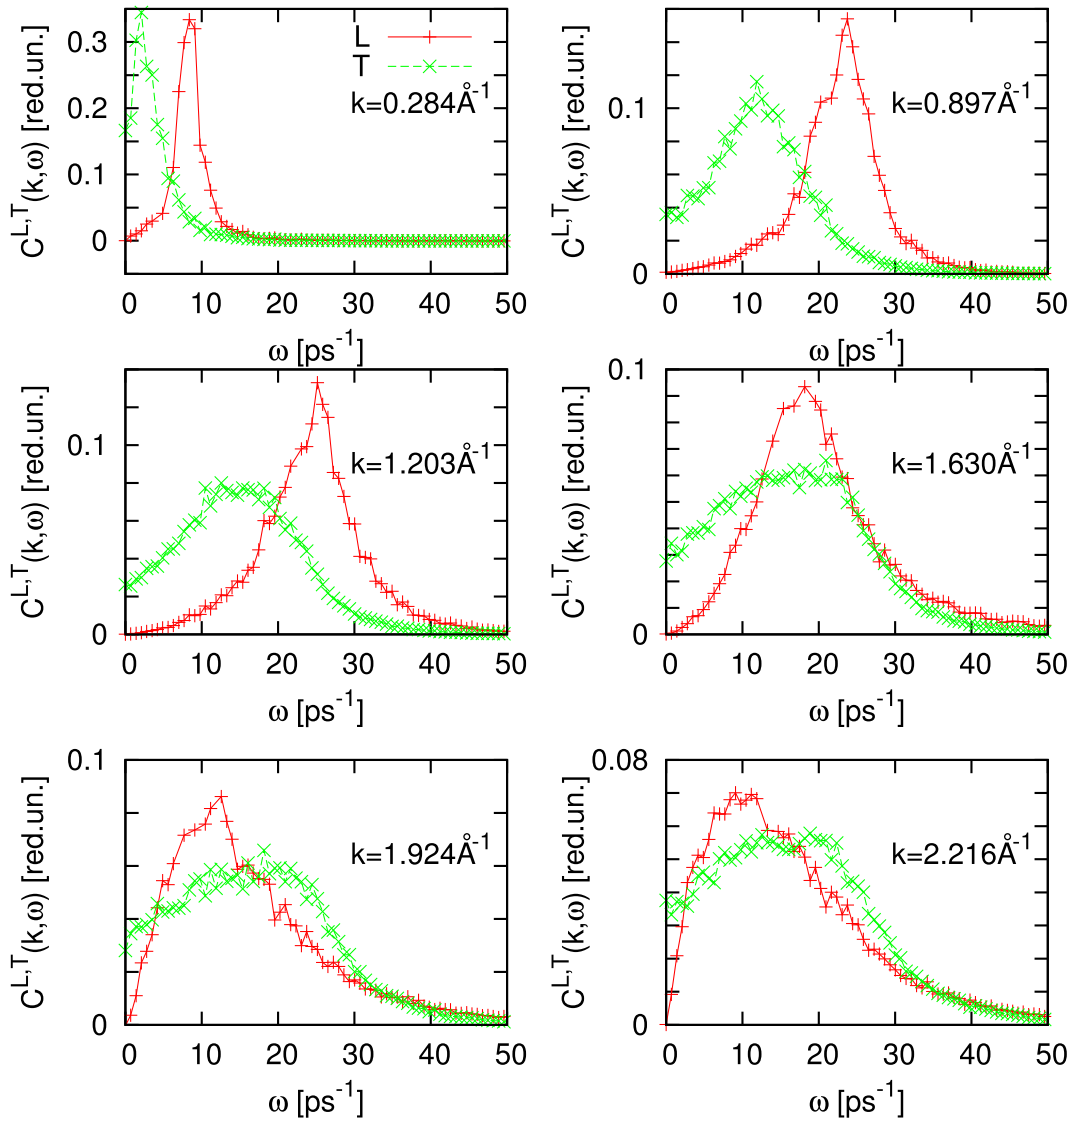 C^L,T(k,ω) [red.un.]
0.3
0.2
0.1
0
L
T
k=0.284Å^-1
0 10 20 30 40 50
ω [ps^-1]
C^L,T(k,ω) [red.un.]
0.1
0
k=0.897Å^-1
0 10 20 30 40 50
ω [ps^-1]
C^L,T(k,ω) [red.un.]
0.1
0
k=1.203Å^-1
0 10 20 30 40 50
ω [ps^-1]
C^L,T(k,ω) [red.un.]
0.1
0
k=1.630Å^-1
0 10 20 30 40 50
ω [ps^-1]
C^L,T(k,ω) [red.un.]
0.1
0
k=1.924Å^-1
0 10 20 30 40 50
ω [ps^-1]
C^L,T(k,ω) [red.un.]
0.08
0
k=2.216Å^-1
0 10 20 30 40 50
ω [ps^-1]